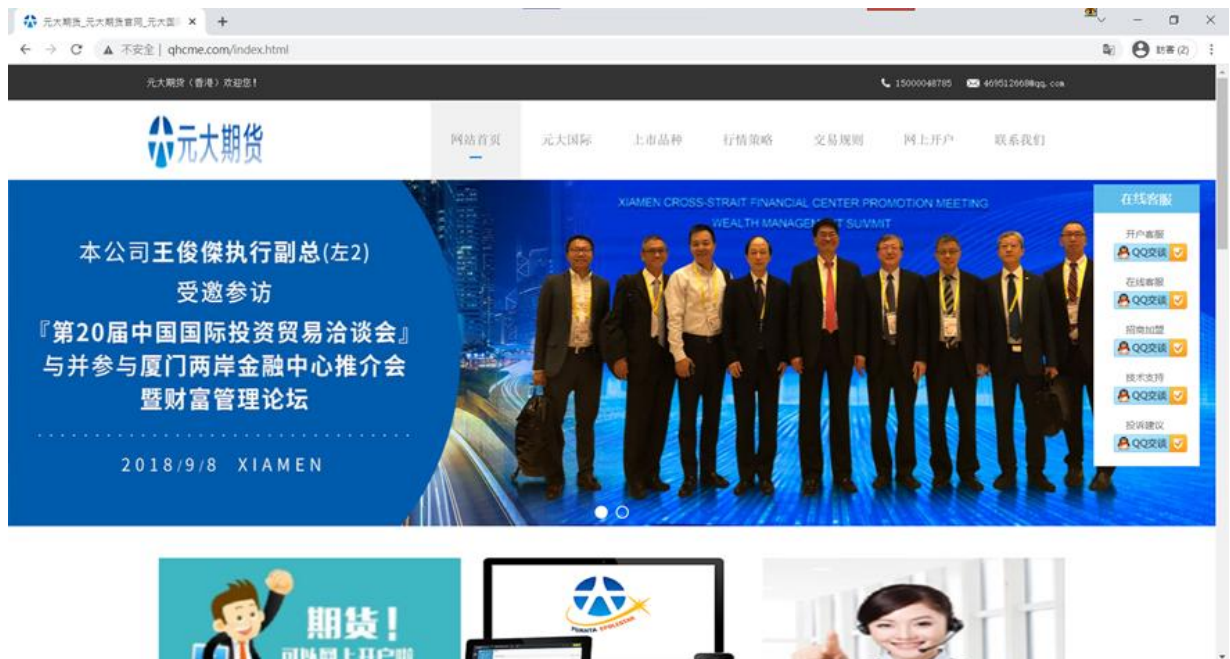 元大期货_元大期货官网_元大国
不安全 | qhcme.com/index.html
訪客 (2)
元大期货（香港）欢迎您！
15000048785
469512668@qq.com
元大期货
网站首页
元大国际
上市品种
行情策略
交易规则
网上开户
联系我们
本公司王俊傑执行副总(左2)
受邀参访
『第20届中国国际投资贸易洽谈会』
与并参与厦门两岸金融中心推介会
暨财富管理论坛
2018/9/8 XIAMEN
XIAMEN CROSS-STRAIT FINANCIAL CENTER PROMOTION MEETING
WEALTH MANAGEMENT SUMMIT
在线客服
开户客服
QQ交谈
在线客服
QQ交谈
招商加盟
QQ交谈
技术支持
QQ交谈
投诉建议
QQ交谈
期货！
可以网上开户啦
YUANTA